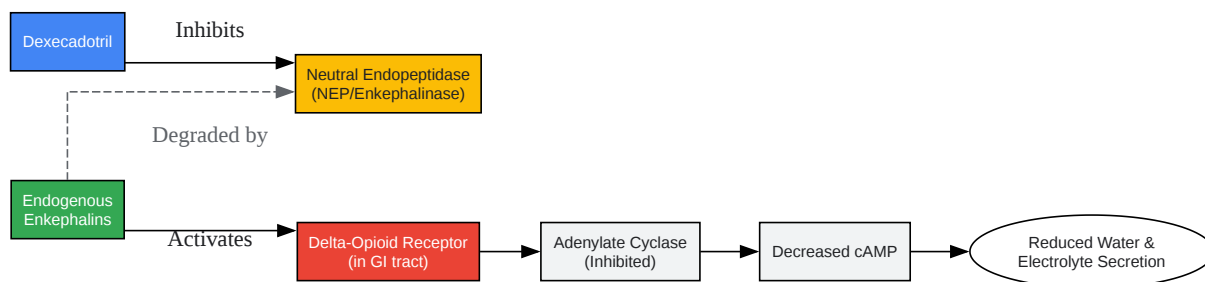 Dexecadotril
Inhibits
Neutral Endopeptidase
(NEP/Enkephalinase)
Degraded by
Endogenous
Enkephalins
Activates
Delta-Opioid Receptor
(in GI tract)
Adenylate Cyclase
(Inhibited)
Decreased cAMP
Reduced Water &
Electrolyte Secretion